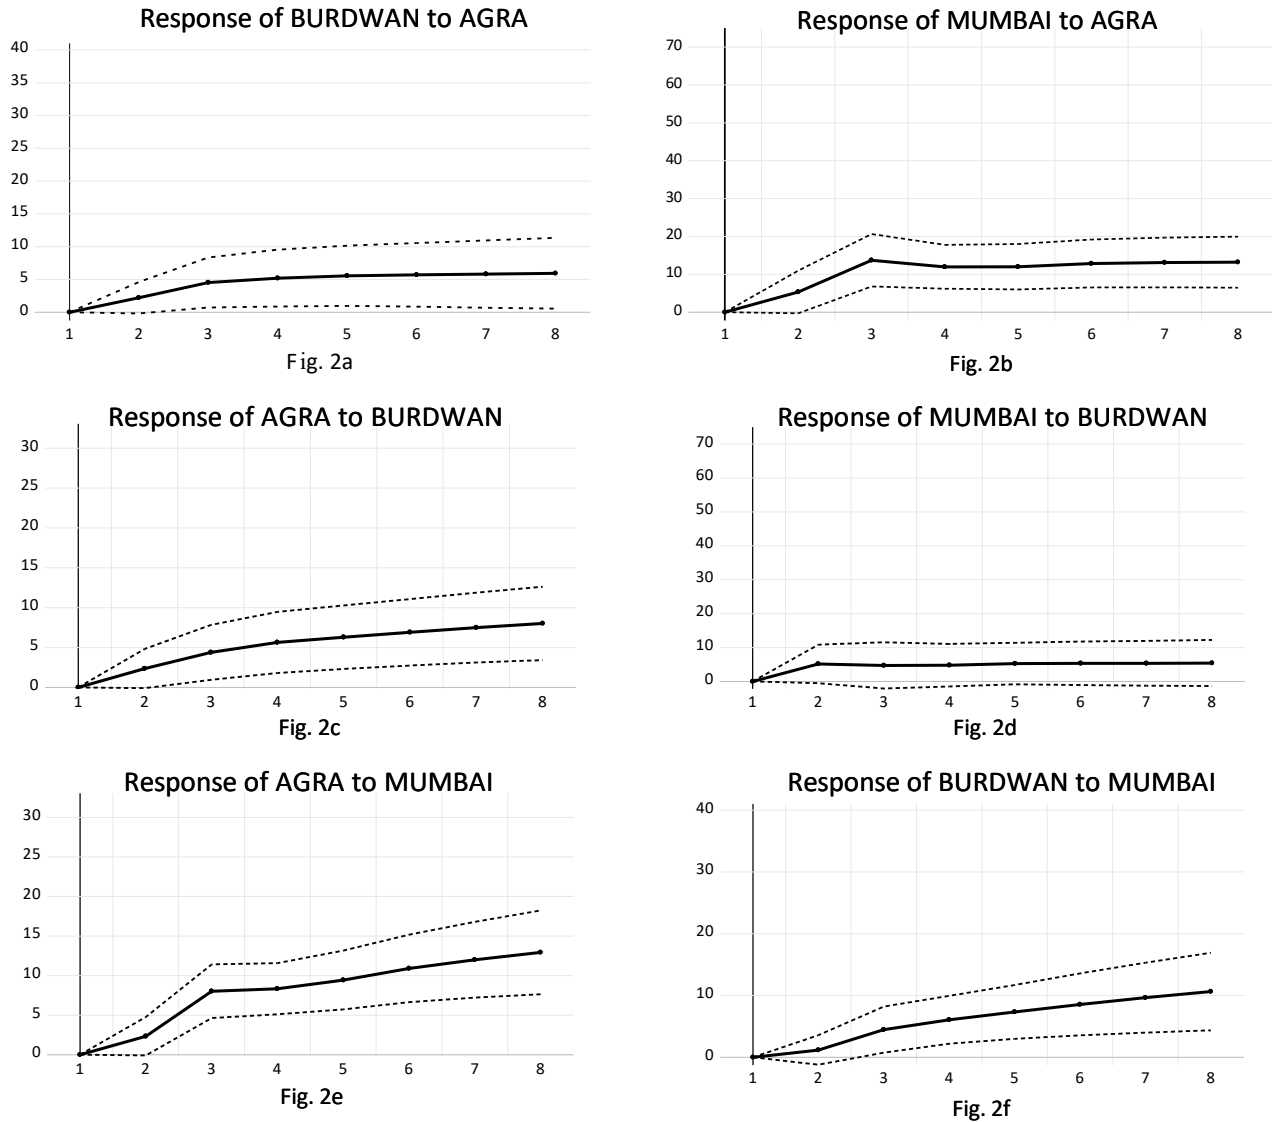 Response of BURDWAN to AGRA
40
35
30
25
20
15
10
5
0
1 2 3 4 5 6 7 8
Fig. 2a
Response of MUMBAI to AGRA
70
60
50
40
30
20
10
0
1 2 3 4 5 6 7 8
Fig. 2b
Response of AGRA to BURDWAN
30
25
20
15
10
5
0
1 2 3 4 5 6 7 8
Fig. 2c
Response of MUMBAI to BURDWAN
70
60
50
40
30
20
10
0
1 2 3 4 5 6 7 8
Fig. 2d
Response of AGRA to MUMBAI
30
25
20
15
10
5
0
1 2 3 4 5 6 7 8
Fig. 2e
Response of BURDWAN to MUMBAI
40
30
20
10
0
1 2 3 4 5 6 7 8
Fig. 2f